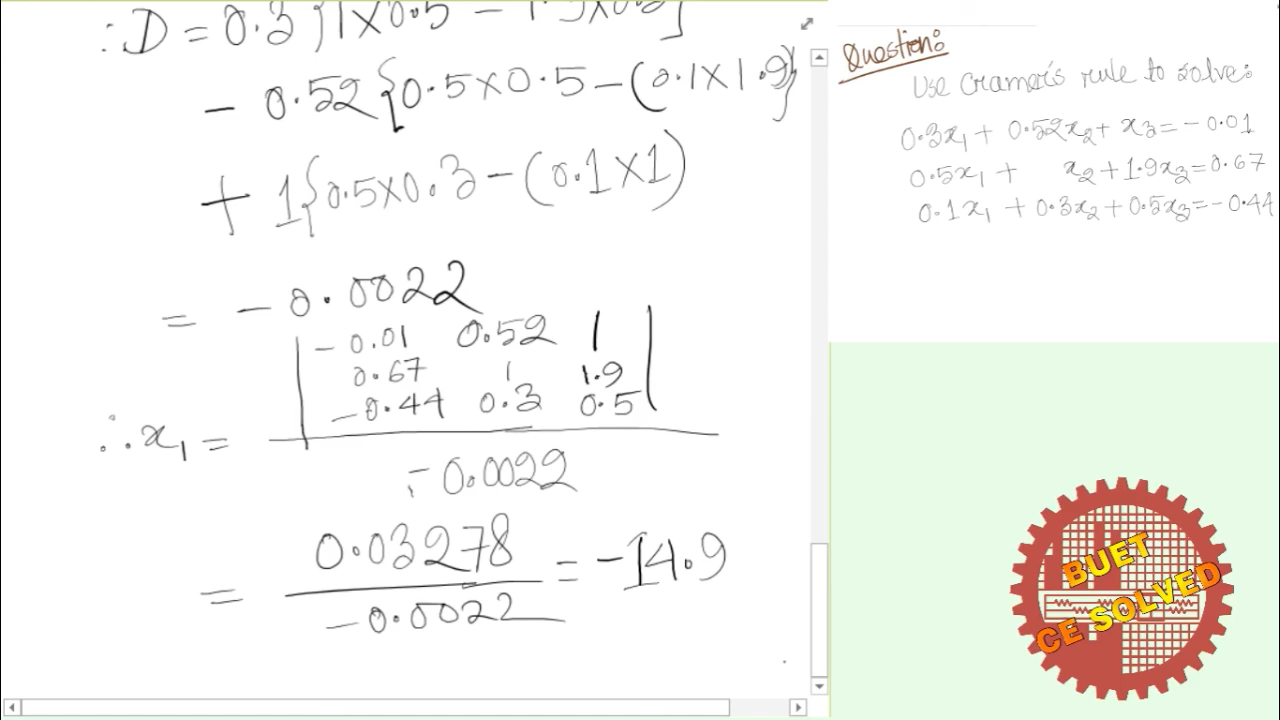 ∴ D = 0.3 {1×0.5 - 1.9×0.3}
- 0.52 {0.5×0.5 - (0.1×1.9)}
+ 1{0.5×0.3 - (0.1×1)
= -0.0022
-0.01 0.52 1
0.67 1 1.9
-0.44 0.3 0.5
∴ x₁ =
-0.0022
0.03278
= = -14.9
-0.0022
Question:
Use Cramer's rule to solve:
0.3x₁ + 0.52x₂ + x₃ = -0.01
0.5x₁ + x₂ + 1.9x₃ = 0.67
0.1x₁ + 0.3x₂ + 0.5x₃ = -0.44
BUET
CE SOLVED